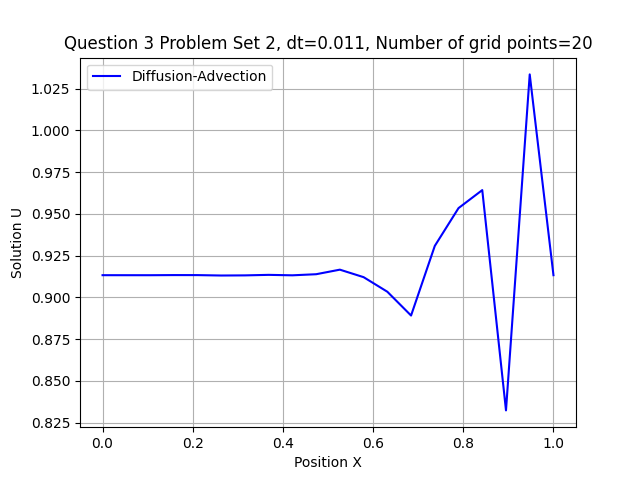 Question 3 Problem Set 2, dt=0.011, Number of grid points=20
Diffusion-Advection
1.025
1.000
0.975
0.950
0.925
0.900
0.875
0.850
0.825
Solution U
0.0 0.2 0.4 0.6 0.8 1.0
Position X